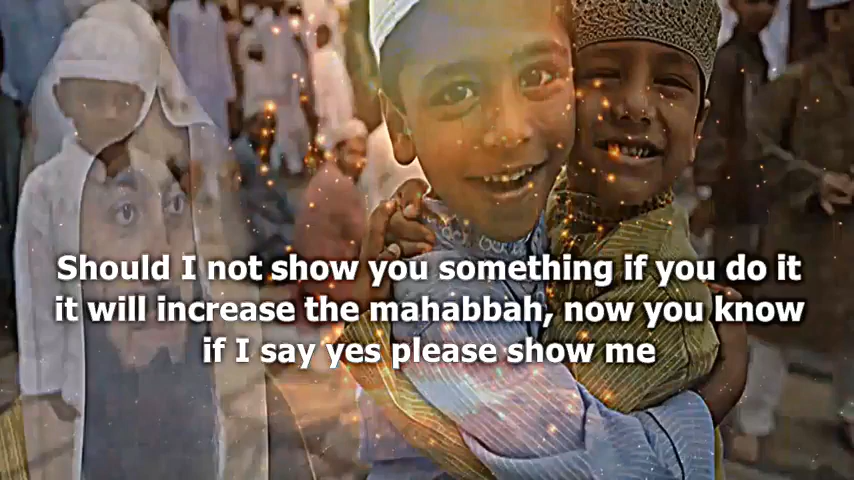 Should I not show you something if you do it
it will increase the mahabbah, now you know
if I say yes please show me